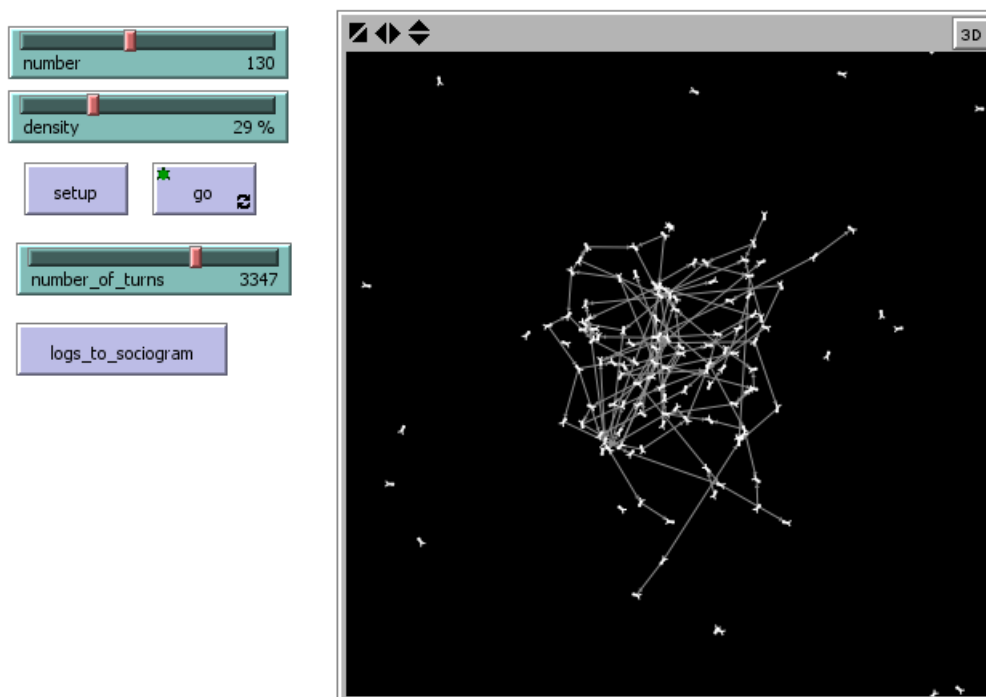 number 130
density 29 %
setup go
number_of_turns 3347
logs_to_sociogram
3D